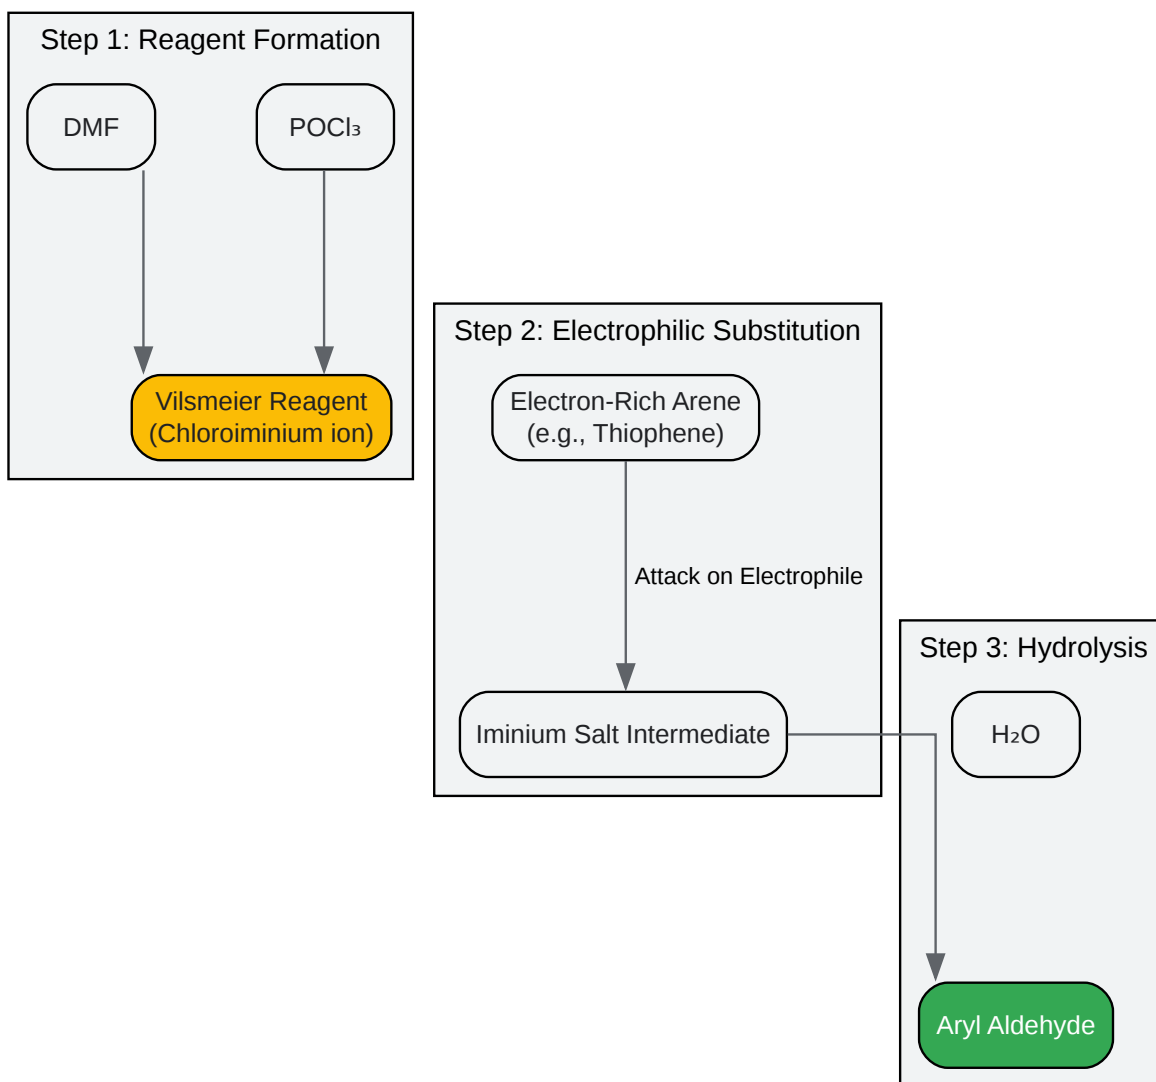 Step 1: Reagent Formation
DMF
POCl₃
Vilsmeier Reagent
(Chloroiminium ion)
Step 2: Electrophilic Substitution
Electron-Rich Arene
(e.g., Thiophene)
Attack on Electrophile
Iminium Salt Intermediate
Step 3: Hydrolysis
H₂O
Aryl Aldehyde